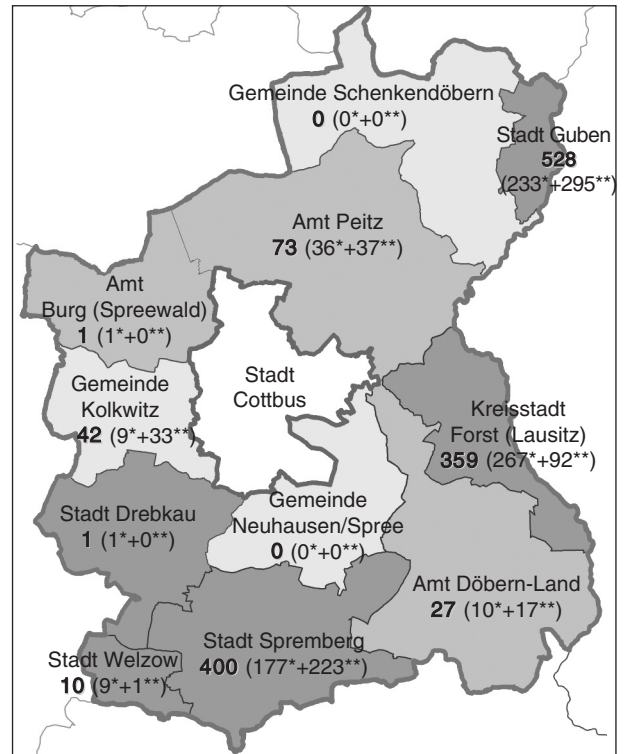 Gemeinde Schenkendöbern
0 (0*+0**)
Stadt Guben
528
(233*+295**)
Amt Peitz
73 (36*+37**)
Amt
Burg (Spreewald)
1 (1*+0**)
Gemeinde
Kolkwitz
42 (9*+33**)
Stadt
Cottbus
Kreisstadt
Forst (Lausitz)
359 (267*+92**)
Stadt Drebkau
1 (1*+0**)
Gemeinde
Neuhausen/Spree
0 (0*+0**)
Amt Döbern-Land
27 (10*+17**)
Stadt Spremberg
400 (177*+223**)
Stadt Welzow
10 (9*+1**)